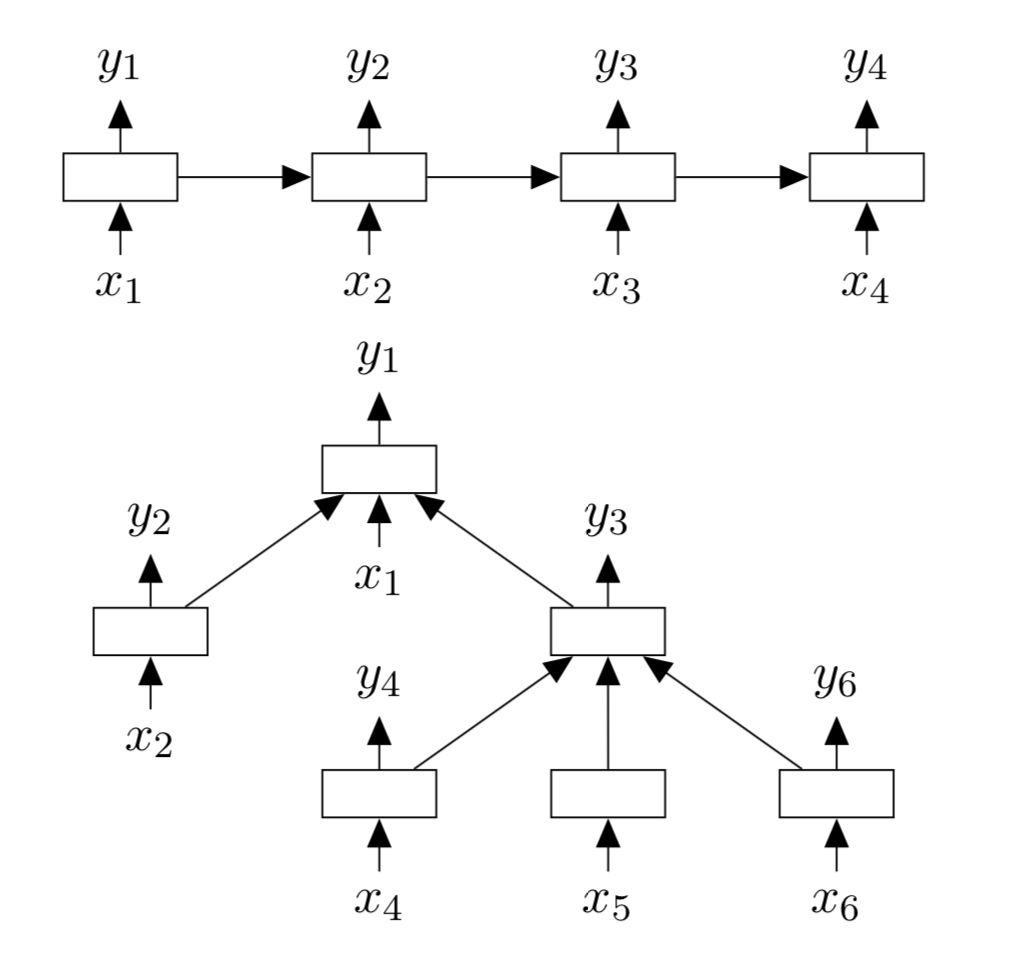 y₁ y₂ y₃ y₄
x₁ x₂ x₃ x₄
y₁
y₂ y₃
x₁
y₄ y₆
x₂
x₄ x₅ x₆